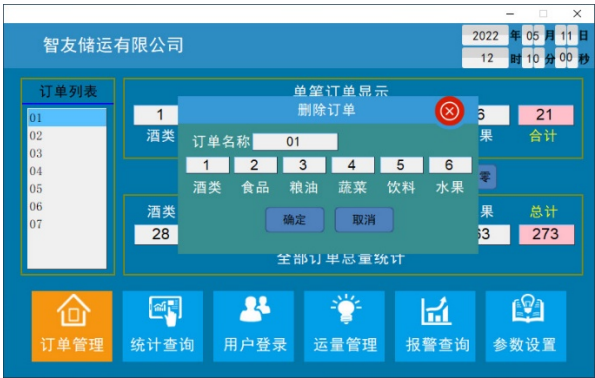 智友储运有限公司
2022 年 05 月 11 日
12 时 10 分 00 秒
订单列表
01
02
03
04
05
06
07
单笔订单显示
1 21
酒类 果 合计
删除订单
订单名称 01
1 2 3 4 5 6
酒类 食品 粮油 蔬菜 饮料 水果
确定 取消
零
酒类 果 总计
28 63 273
全部订单总量统计
订单管理 统计查询 用户登录 运量管理 报警查询 参数设置